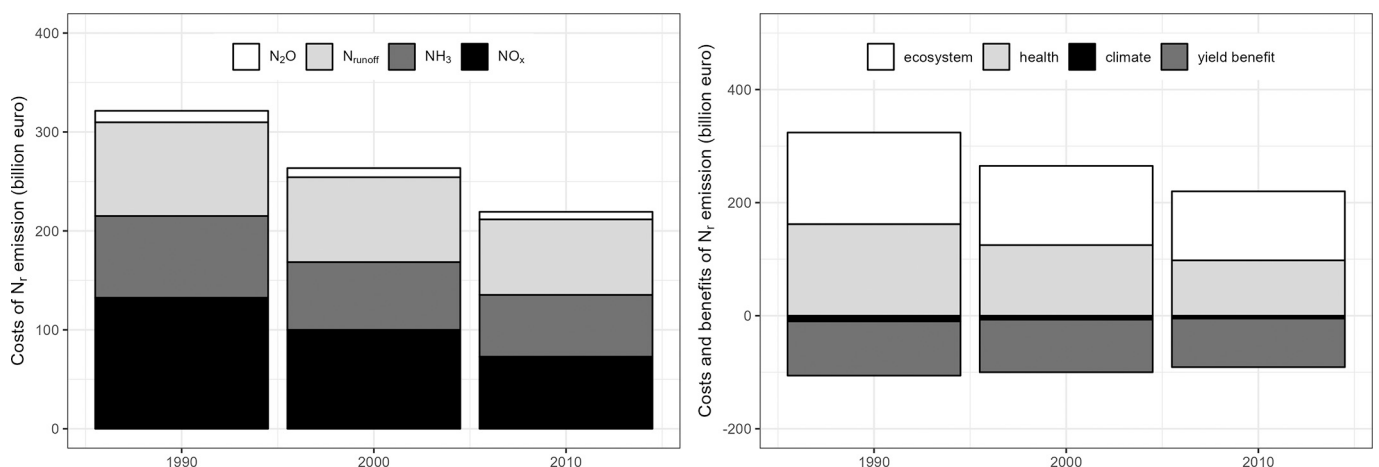 Costs of Nr emission (billion euro)
400
300
200
100
0
N2O Nrunoff NH3 NOx
1990 2000 2010
Costs and benefits of Nr emission (billion euro)
400
200
0
-200
ecosystem health climate yield benefit
1990 2000 2010